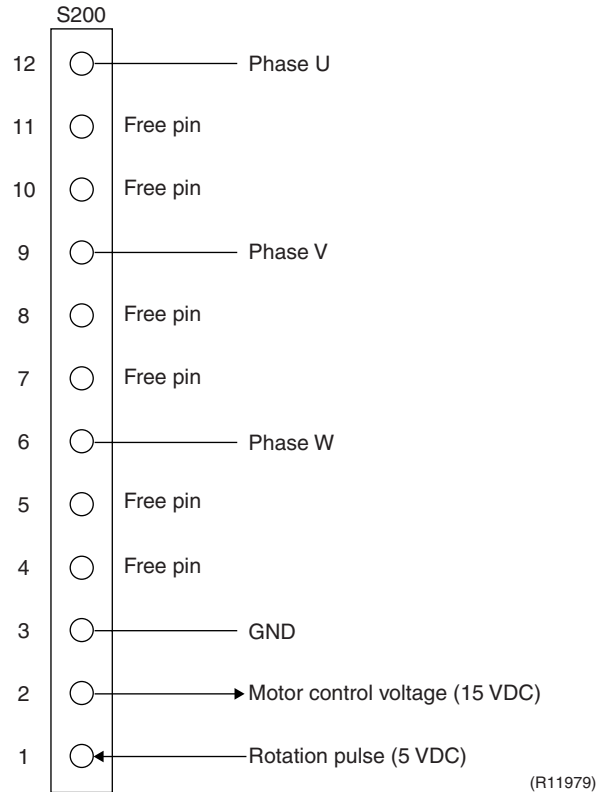 S200
12 Phase U
11 Free pin
10 Free pin
9 Phase V
8 Free pin
7 Free pin
6 Phase W
5 Free pin
4 Free pin
3 GND
2 Motor control voltage (15 VDC)
1 Rotation pulse (5 VDC)
(R11979)